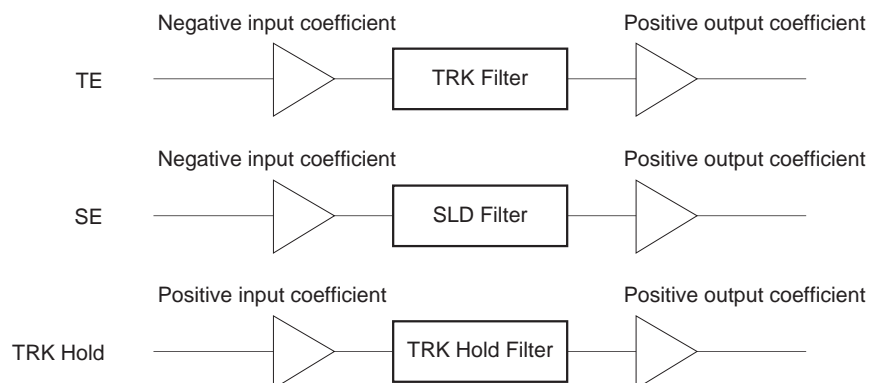 Negative input coefficient Positive output coefficient
TE TRK Filter
Negative input coefficient Positive output coefficient
SE SLD Filter
Positive input coefficient Positive output coefficient
TRK Hold TRK Hold Filter